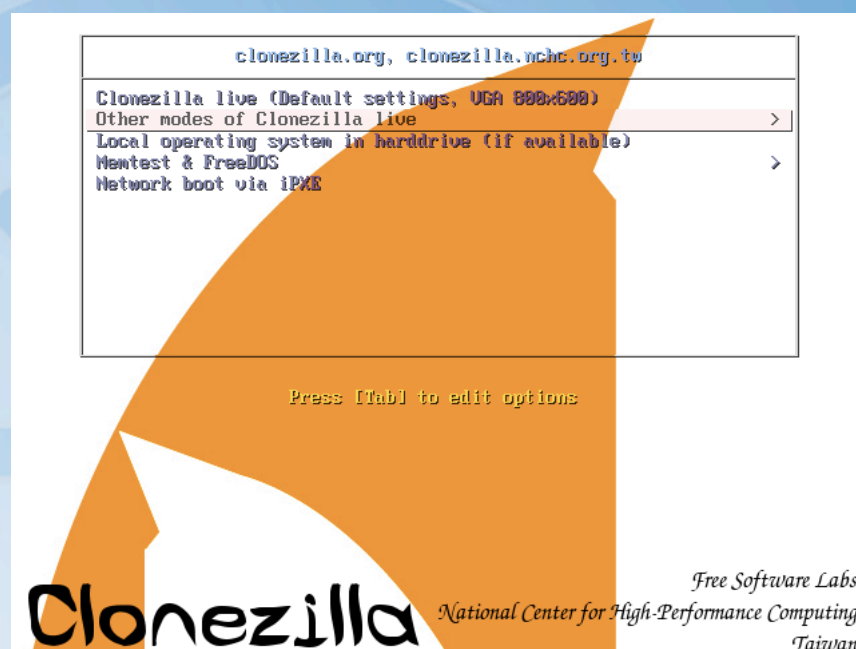 clonezilla.org, clonezilla.nchc.org.tw
Clonezilla live (Default settings, VGA 800x600)
Other modes of Clonezilla live >
Local operating system in harddrive (if available)
Memtest & FreeDOS >
Network boot via iPXE
Press [Tab] to edit options
Clonezilla
Free Software Labs
National Center for High-Performance Computing
Taiwan